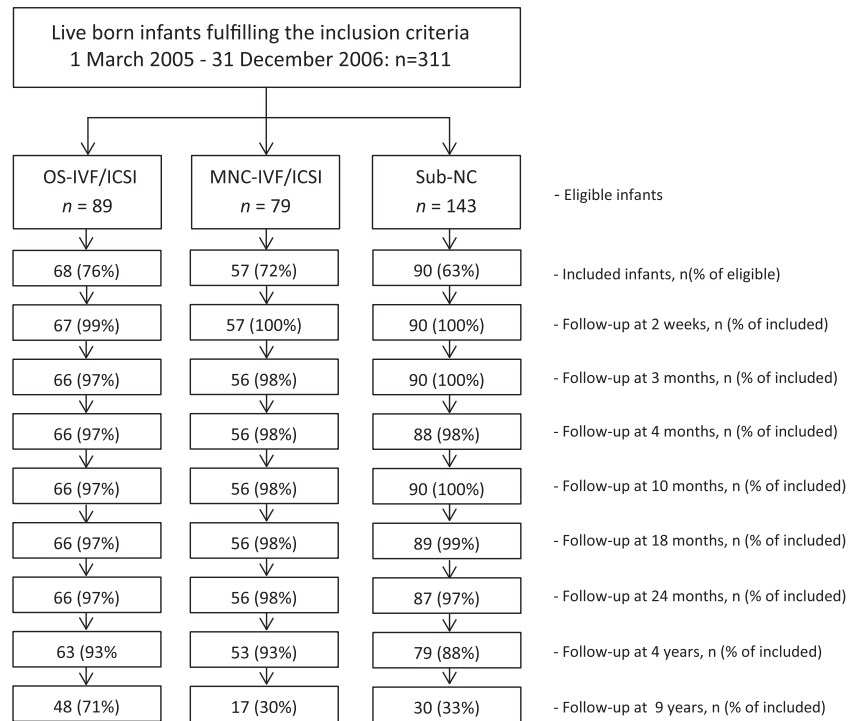 Live born infants fulfilling the inclusion criteria
1 March 2005 - 31 December 2006: n=311
OS-IVF/ICSI
n = 89
MNC-IVF/ICSI
n = 79
Sub-NC
n = 143
- Eligible infants
68 (76%)
57 (72%)
90 (63%)
- Included infants, n(% of eligible)
67 (99%)
57 (100%)
90 (100%)
- Follow-up at 2 weeks, n (% of included)
66 (97%)
56 (98%)
90 (100%)
- Follow-up at 3 months, n (% of included)
66 (97%)
56 (98%)
88 (98%)
- Follow-up at 4 months, n (% of included)
66 (97%)
56 (98%)
90 (100%)
- Follow-up at 10 months, n (% of included)
66 (97%)
56 (98%)
89 (99%)
- Follow-up at 18 months, n (% of included)
66 (97%)
56 (98%)
87 (97%)
- Follow-up at 24 months, n (% of included)
63 (93%
53 (93%)
79 (88%)
- Follow-up at 4 years, n (% of included)
48 (71%)
17 (30%)
30 (33%)
- Follow-up at  9 years, n (% of included)